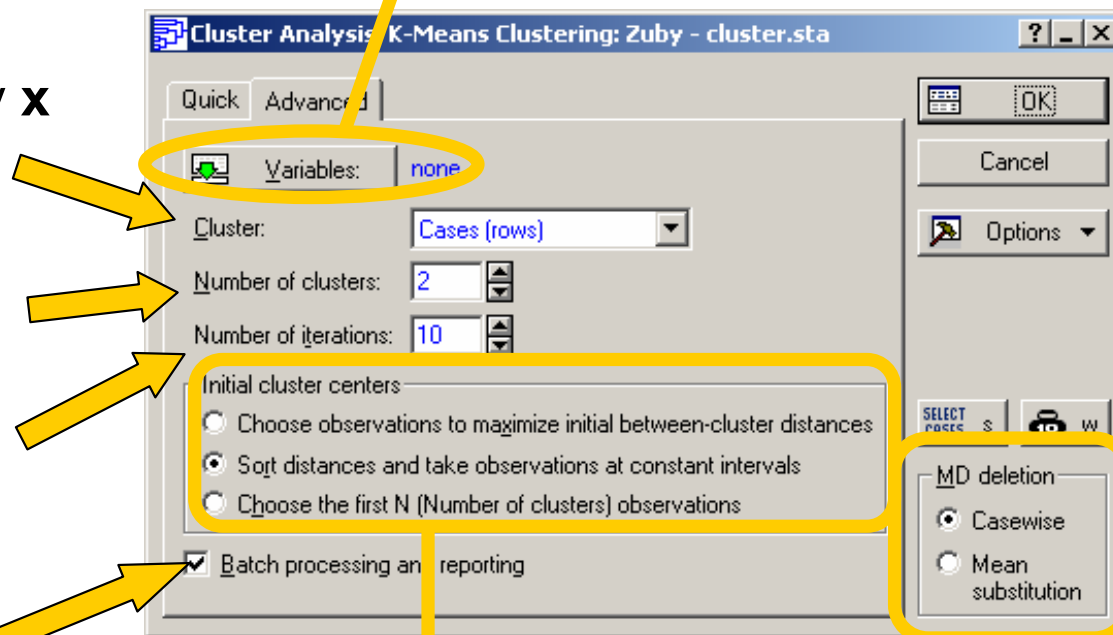 Cluster Analysis: K-Means Clustering: Zuby - cluster.sta
x
Quick Advanced
OK
Variables: none
Cancel
Cluster: Cases (rows)
Options
Number of clusters: 2
Number of iterations: 10
Initial cluster centers
Choose observations to maximize initial between-cluster distances
SELECT CASES S W
Sort distances and take observations at constant intervals
MD deletion
Choose the first N (Number of clusters) observations
Casewise
Batch processing and reporting
Mean
substitution